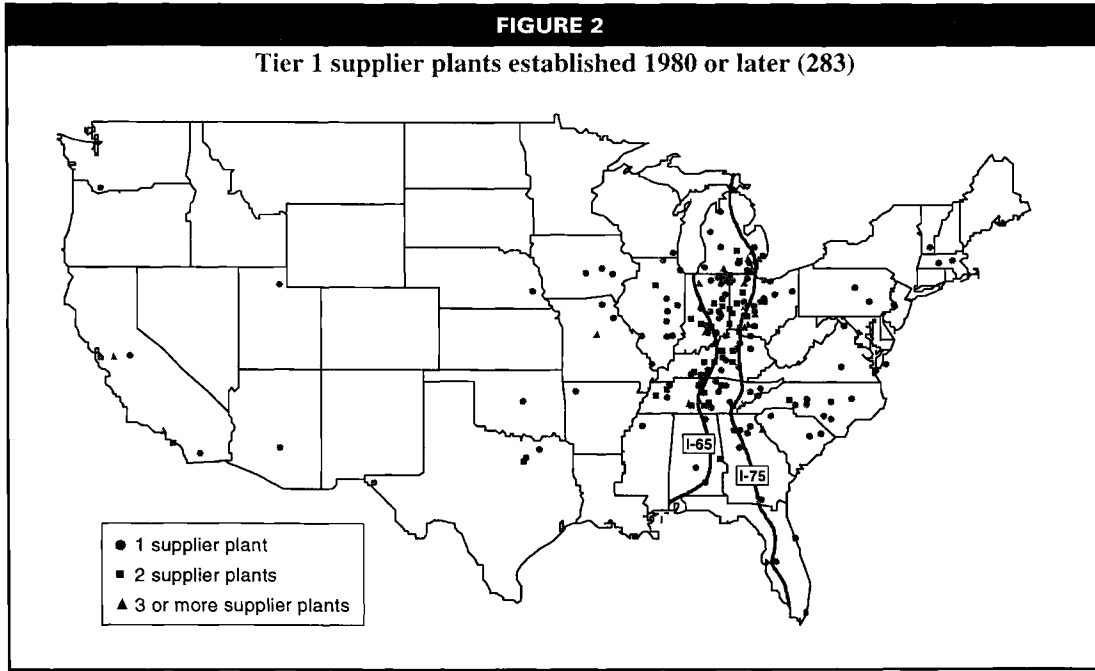 FIGURE 2
Tier 1 supplier plants established 1980 or later (283)
I-65
I-75
1 supplier plant
2 supplier plants
3 or more supplier plants